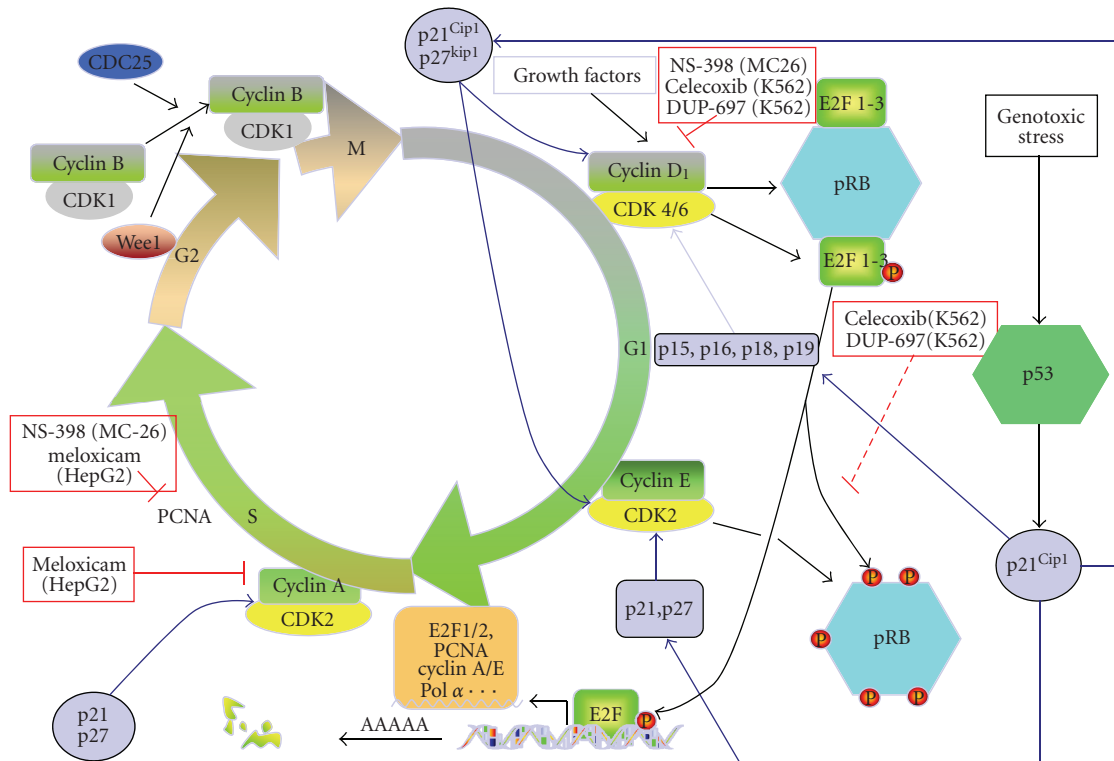 p21Cip1
p27kip1
CDC25
Growth factors
NS-398 (MC26)
Celecoxib (K562)
DUP-697 (K562)
E2F 1-3
Genotoxic
stress
Cyclin B
CDK1
M
Cyclin B
CDK1
Cyclin D1
CDK 4/6
pRB
Wee1
G2
E2F 1-3
P
Celecoxib(K562)
DUP-697(K562)
G1
p15, p16, p18, p19
p53
NS-398 (MC-26)
meloxicam
(HepG2)
PCNA
S
Cyclin E
CDK2
Meloxicam
(HepG2)
Cyclin A
CDK2
p21,p27
p21Cip1
P
P
P
pRB
P
P
E2F1/2,
PCNA
cyclin A/E
Pol α · · ·
p21
p27
AAAAA
E2F
P